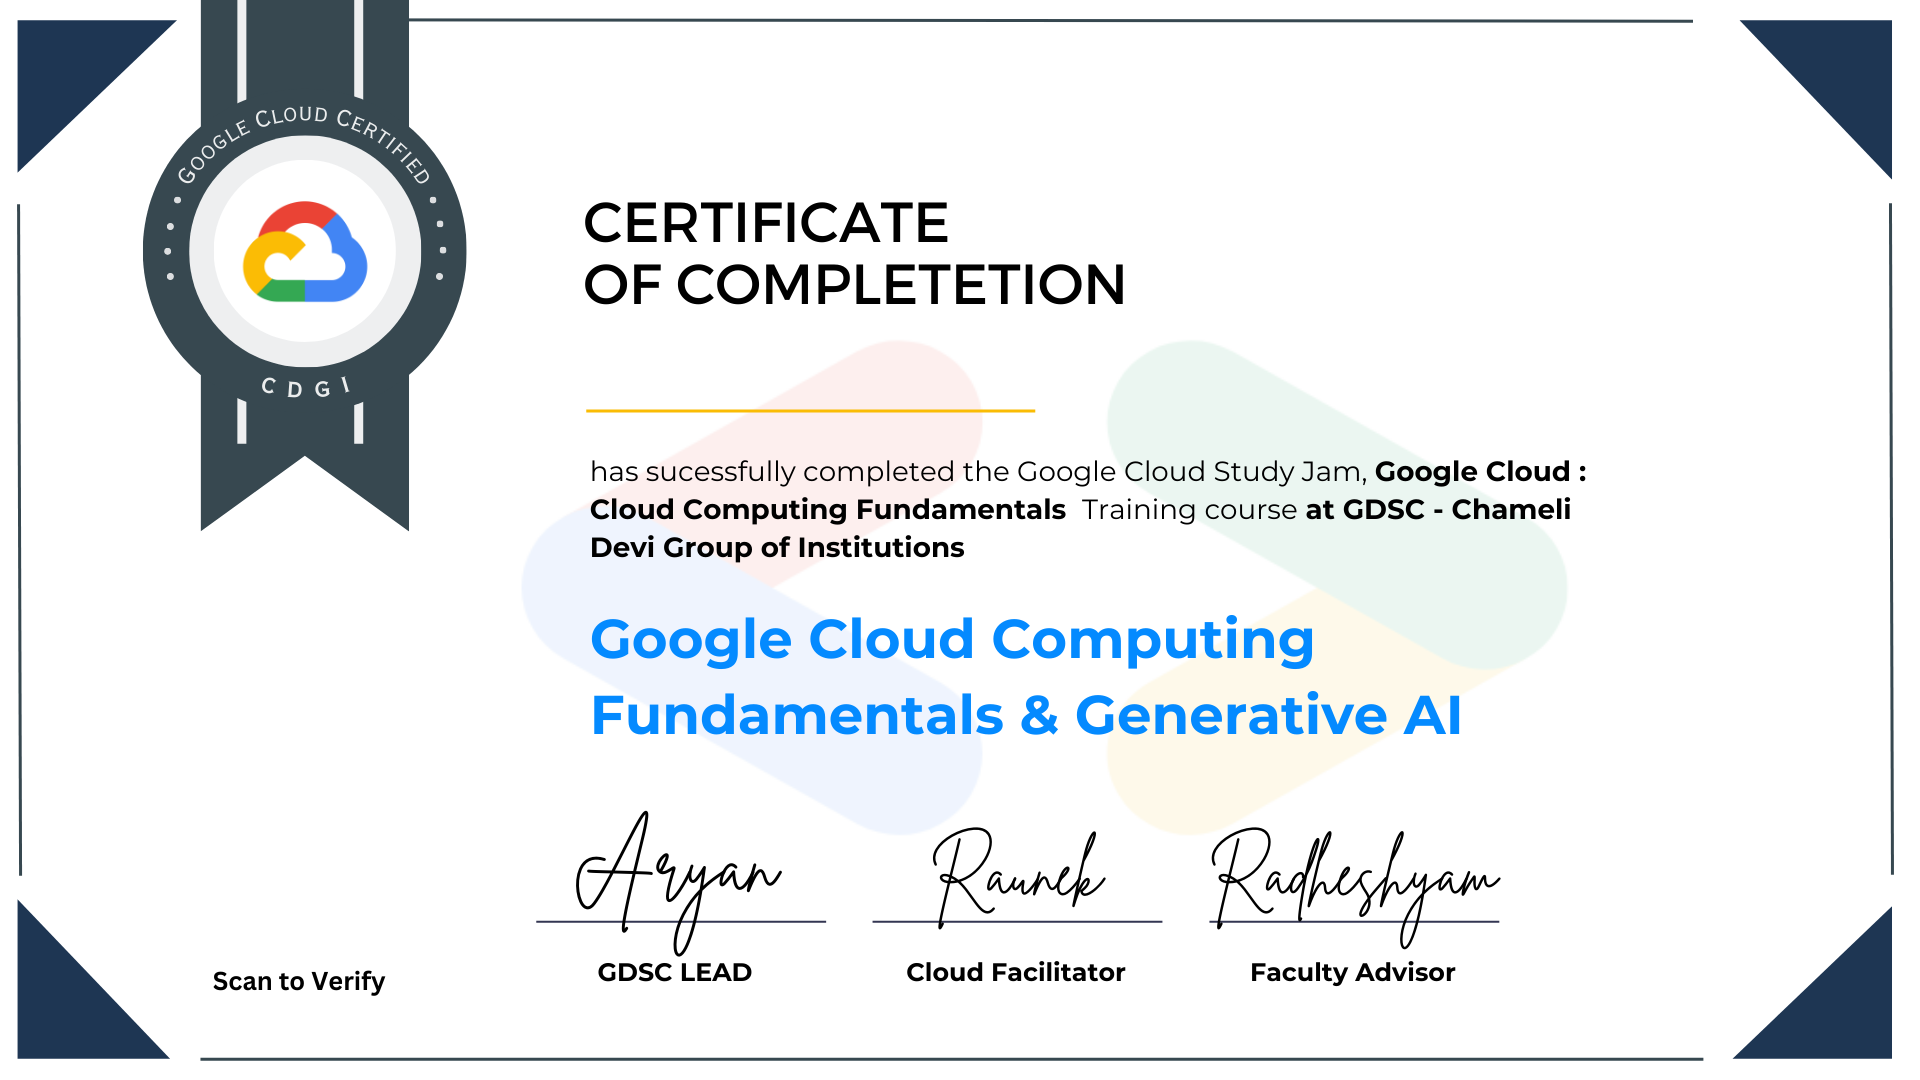 GOOGLE CLOUD CERTIFIED
CDGI
CERTIFICATE
OF COMPLETETION
has sucessfully completed the Google Cloud Study Jam, Google Cloud :
Cloud Computing Fundamentals Training course at GDSC - Chameli
Devi Group of Institutions
Google Cloud Computing
Fundamentals & Generative AI
Aryan
Raunek
Radheshyam
GDSC LEAD
Cloud Facilitator
Faculty Advisor
Scan to Verify